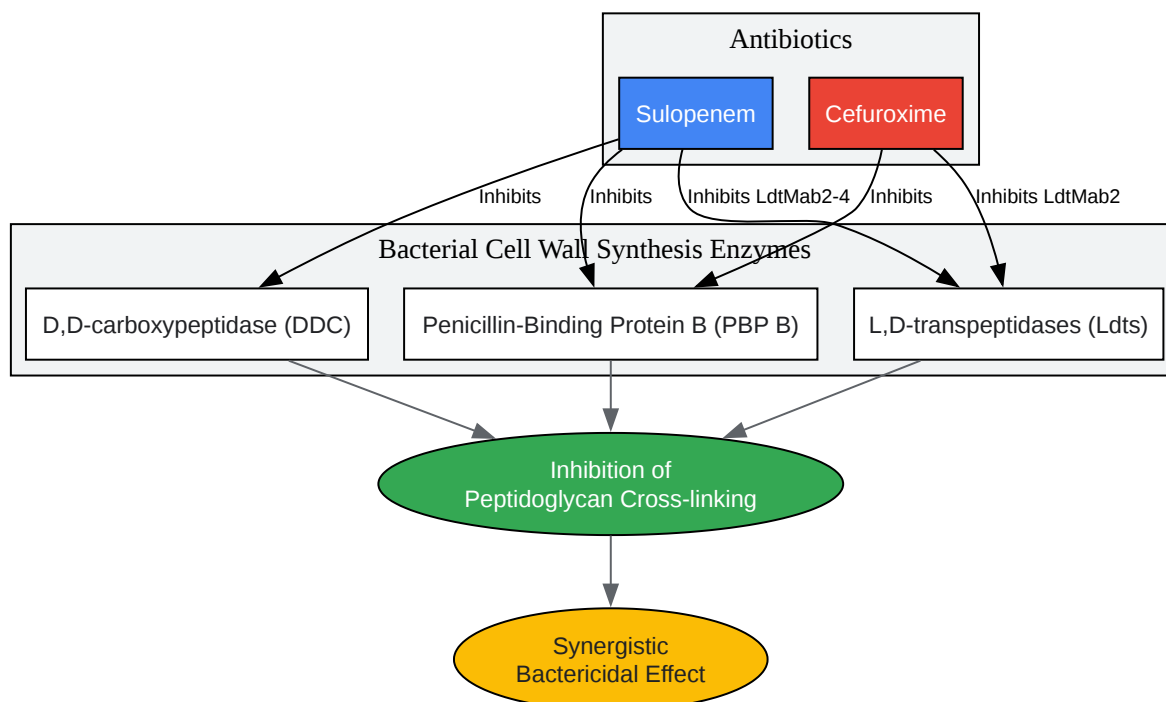 Antibiotics
Sulopenem
Cefuroxime
Inhibits
Inhibits
Inhibits LdtMab2-4
Inhibits
Inhibits LdtMab2
Bacterial Cell Wall Synthesis Enzymes
D,D-carboxypeptidase (DDC)
Penicillin-Binding Protein B (PBP B)
L,D-transpeptidases (Ldts)
Inhibition of
Peptidoglycan Cross-linking
Synergistic
Bactericidal Effect